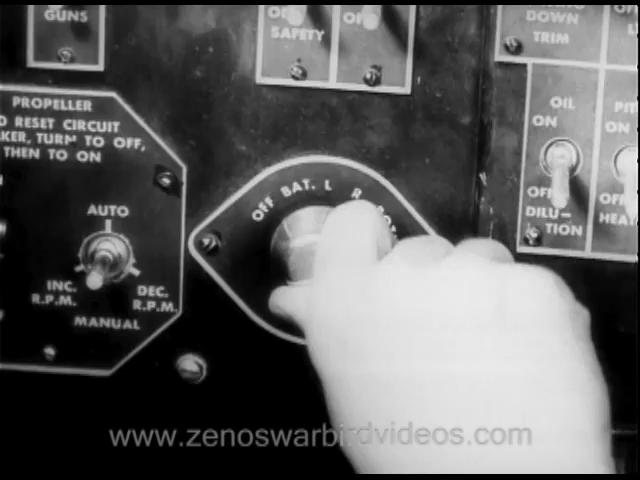 GUNS
SAFETY
DOWN
TRIM
PROPELLER
RESET CIRCUIT
TURN TO OFF,
THEN TO ON
AUTO
INC.
R.P.M.
DEC.
R.P.M.
MANUAL
OFF BAT. L R
OIL
ON
OFF
DILU-
TION
ON
OFF
www.zenoswarbirdvideos.com